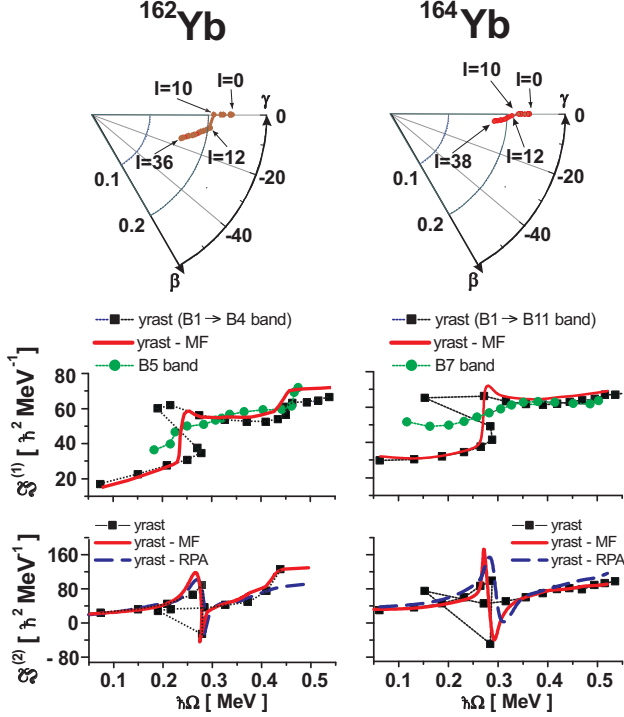 162Yb
164Yb
I=10
I=0
γ
0
I=36
I=12
0.1
0.2
-20
-40
β
I=10
I=0
γ
0
I=38
I=12
0.1
0.2
-20
-40
β
yrast (B1 → B4 band)
yrast - MF
B5 band
yrast (B1 → B11 band)
yrast - MF
B7 band
ℑ(1) [ ħ2 MeV-1]
80
60
40
20
yrast
yrast - MF
yrast - RPA
yrast
yrast - MF
yrast - RPA
ℑ(2) [ ħ2 MeV-1]
160
80
0
- 80
0.1 0.2 0.3 0.4 0.5
0.1 0.2 0.3 0.4 0.5
ħΩ [ MeV]
ħΩ [ MeV]